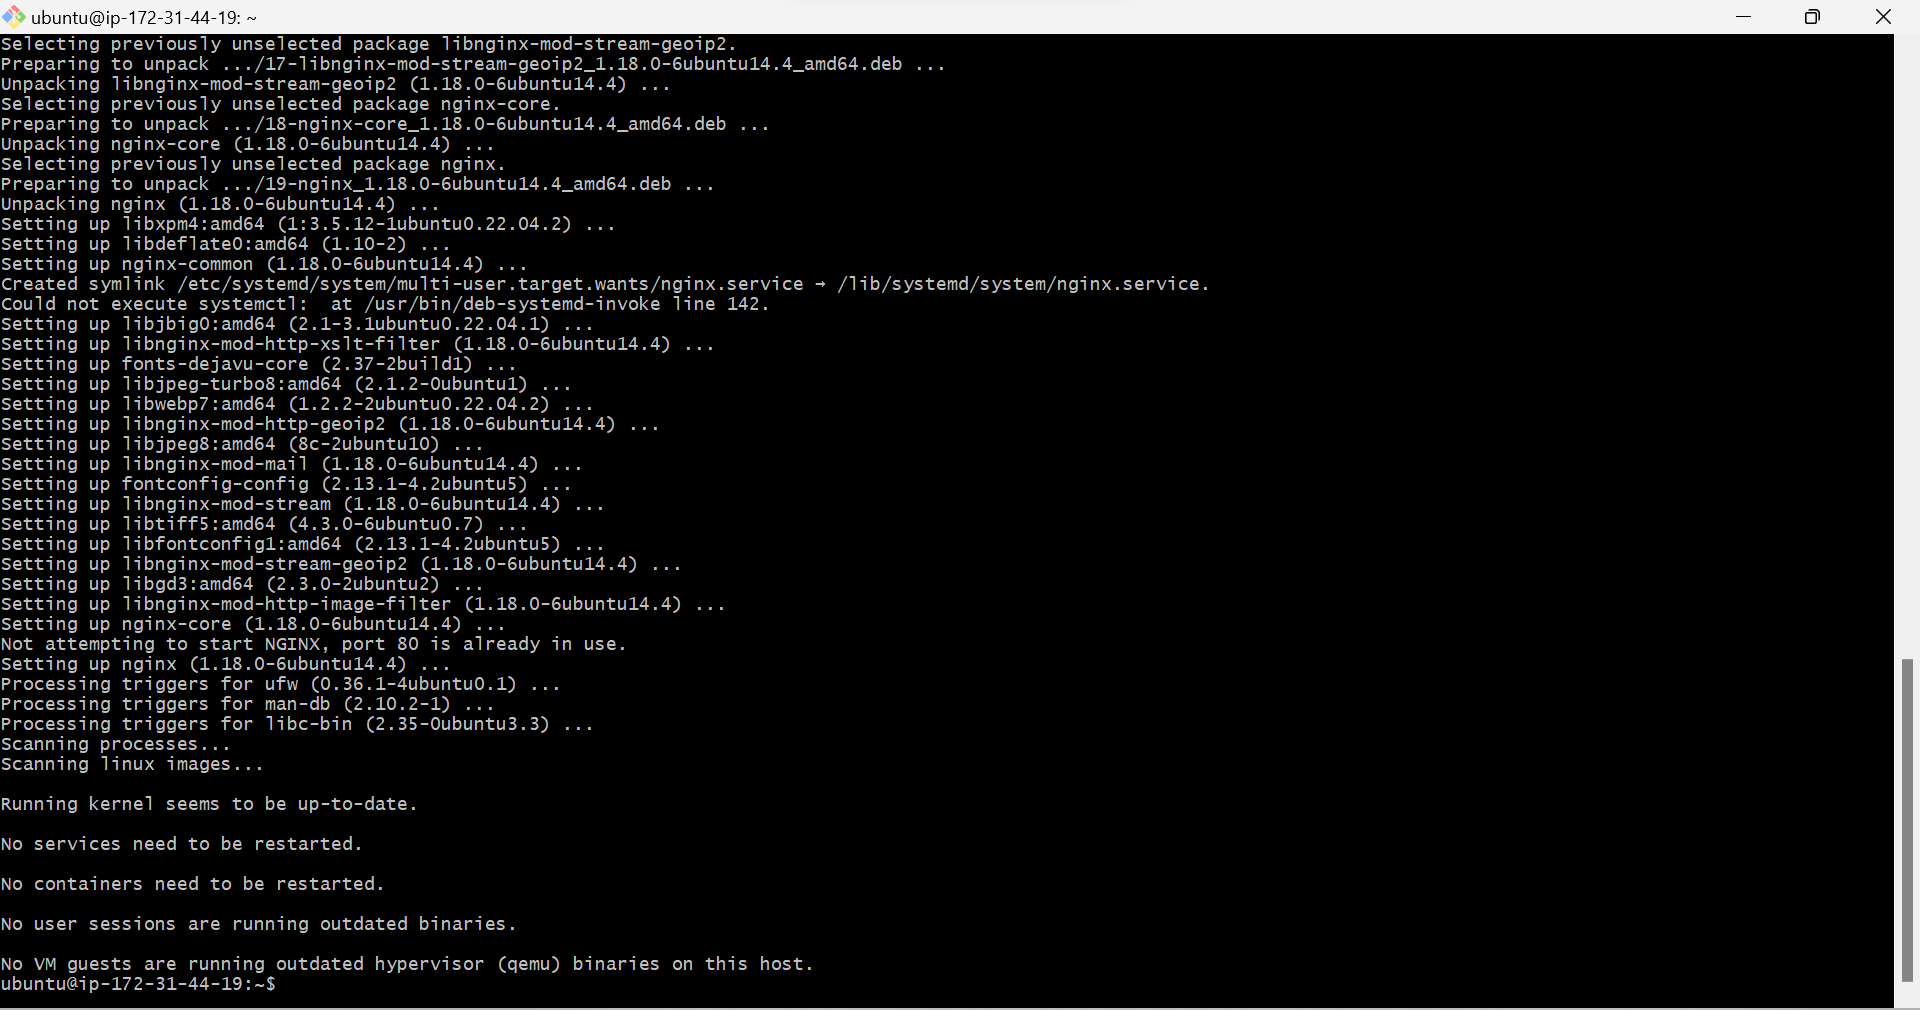 ubuntu@ip-172-31-44-19: ~
Selecting previously unselected package libnginx-mod-stream-geoip2.
Preparing to unpack .../17-libnginx-mod-stream-geoip2_1.18.0-6ubuntu14.4_amd64.deb ...
Unpacking libnginx-mod-stream-geoip2 (1.18.0-6ubuntu14.4) ...
Selecting previously unselected package nginx-core.
Preparing to unpack .../18-nginx-core_1.18.0-6ubuntu14.4_amd64.deb ...
Unpacking nginx-core (1.18.0-6ubuntu14.4) ...
Selecting previously unselected package nginx.
Preparing to unpack .../19-nginx_1.18.0-6ubuntu14.4_amd64.deb ...
Unpacking nginx (1.18.0-6ubuntu14.4) ...
Setting up libxpm4:amd64 (1:3.5.12-1ubuntu0.22.04.2) ...
Setting up libdeflate0:amd64 (1.10-2) ...
Setting up nginx-common (1.18.0-6ubuntu14.4) ...
Created symlink /etc/systemd/system/multi-user.target.wants/nginx.service → /lib/systemd/system/nginx.service.
Could not execute systemctl:  at /usr/bin/deb-systemd-invoke line 142.
Setting up libjbig0:amd64 (2.1-3.1ubuntu0.22.04.1) ...
Setting up libnginx-mod-http-xslt-filter (1.18.0-6ubuntu14.4) ...
Setting up fonts-dejavu-core (2.37-2build1) ...
Setting up libjpeg-turbo8:amd64 (2.1.2-0ubuntu1) ...
Setting up libwebp7:amd64 (1.2.2-2ubuntu0.22.04.2) ...
Setting up libnginx-mod-http-geoip2 (1.18.0-6ubuntu14.4) ...
Setting up libjpeg8:amd64 (8c-2ubuntu10) ...
Setting up libnginx-mod-mail (1.18.0-6ubuntu14.4) ...
Setting up fontconfig-config (2.13.1-4.2ubuntu5) ...
Setting up libnginx-mod-stream (1.18.0-6ubuntu14.4) ...
Setting up libtiff5:amd64 (4.3.0-6ubuntu0.7) ...
Setting up libfontconfig1:amd64 (2.13.1-4.2ubuntu5) ...
Setting up libnginx-mod-stream-geoip2 (1.18.0-6ubuntu14.4) ...
Setting up libgd3:amd64 (2.3.0-2ubuntu2) ...
Setting up libnginx-mod-http-image-filter (1.18.0-6ubuntu14.4) ...
Setting up nginx-core (1.18.0-6ubuntu14.4) ...
Not attempting to start NGINX, port 80 is already in use.
Setting up nginx (1.18.0-6ubuntu14.4) ...
Processing triggers for ufw (0.36.1-4ubuntu0.1) ...
Processing triggers for man-db (2.10.2-1) ...
Processing triggers for libc-bin (2.35-0ubuntu3.3) ...
Scanning processes...
Scanning linux images...
Running kernel seems to be up-to-date.
No services need to be restarted.
No containers need to be restarted.
No user sessions are running outdated binaries.
No VM guests are running outdated hypervisor (qemu) binaries on this host.
ubuntu@ip-172-31-44-19:~$